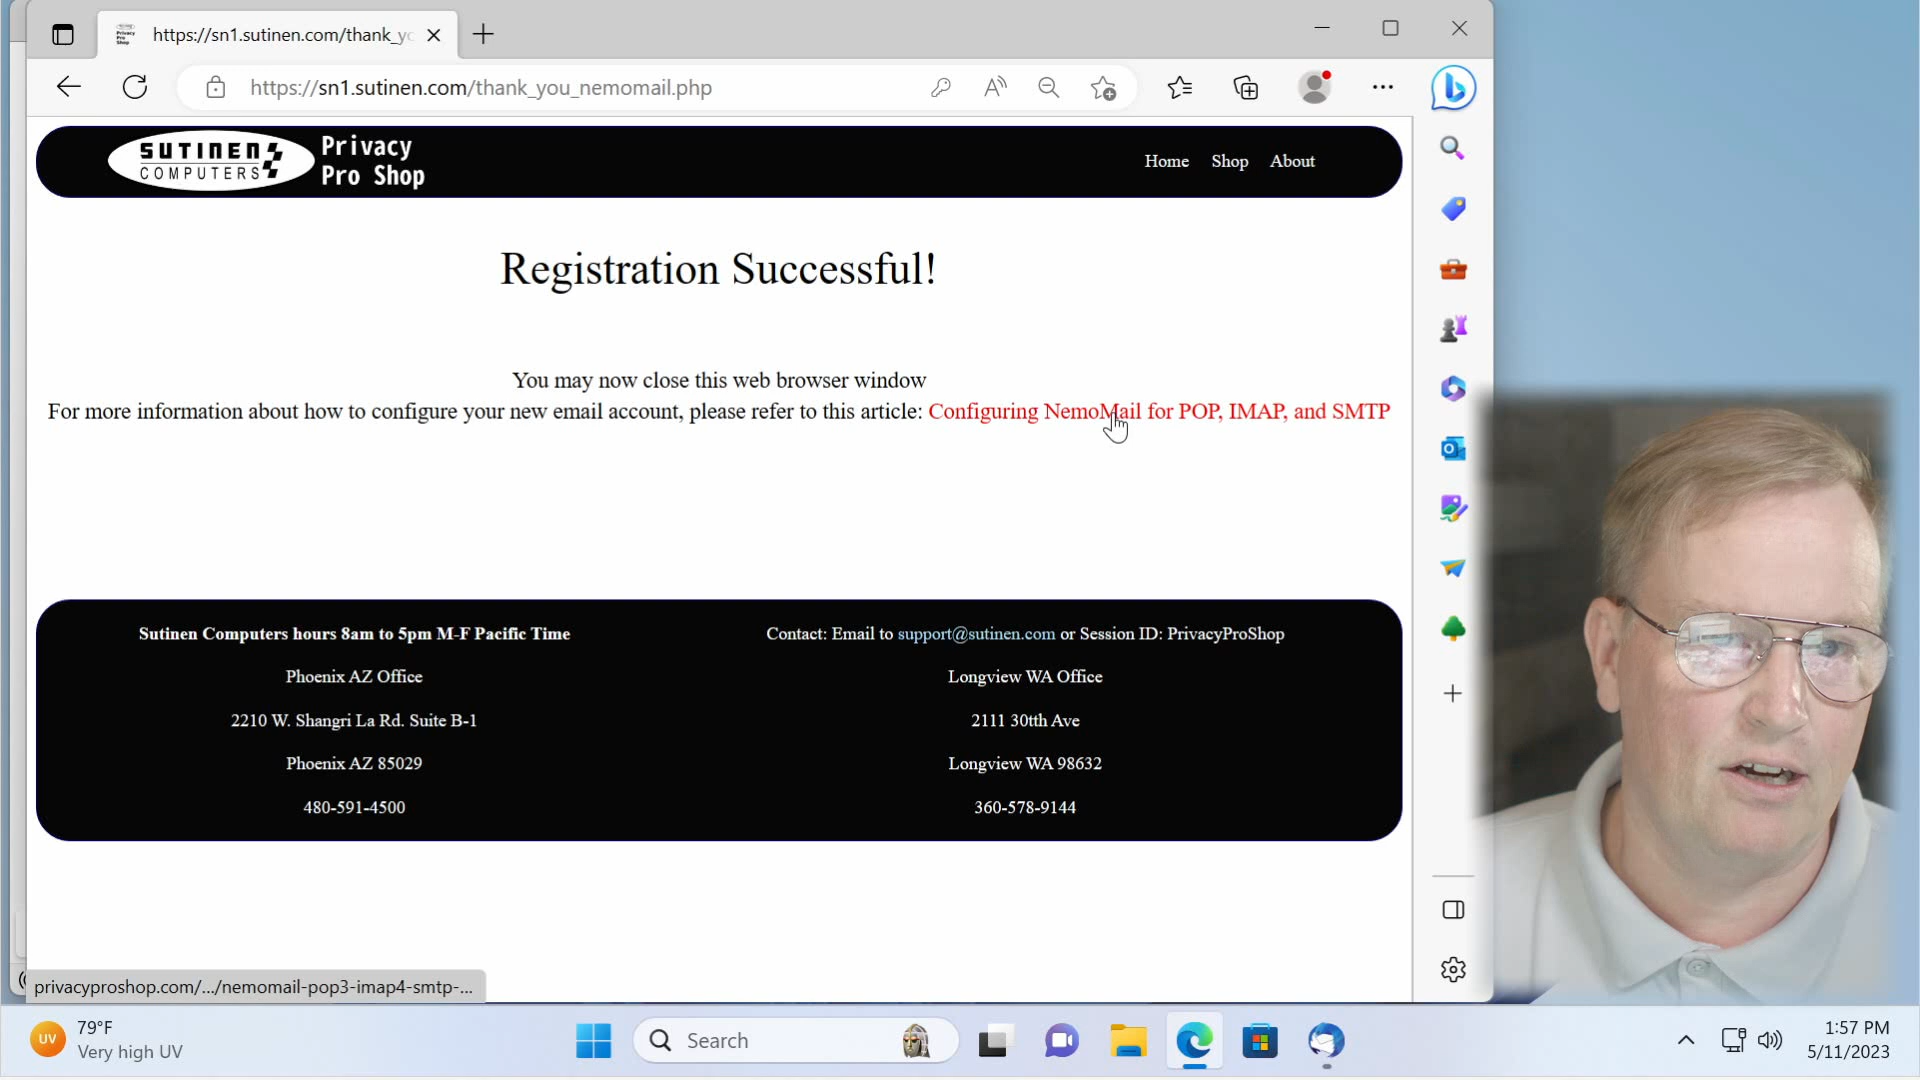 https://sn1.sutinen.com/thank_yo
https://sn1.sutinen.com/thank_you_nemomail.php
SUTINEN
COMPUTERS
Privacy
Pro Shop
Home Shop About
Registration Successful!
You may now close this web browser window
For more information about how to configure your new email account, please refer to this article: Configuring NemoMail for POP, IMAP, and SMTP
Sutinen Computers hours 8am to 5pm M-F Pacific Time
Phoenix AZ Office
2210 W. Shangri La Rd. Suite B-1
Phoenix AZ 85029
480-591-4500
Contact: Email to support@sutinen.com or Session ID: PrivacyProShop
Longview WA Office
2111 30tth Ave
Longview WA 98632
360-578-9144
privacyproshop.com/.../nemomail-pop3-imap4-smtp-...
UV
79°F
Very high UV
Search
1:57 PM
5/11/2023